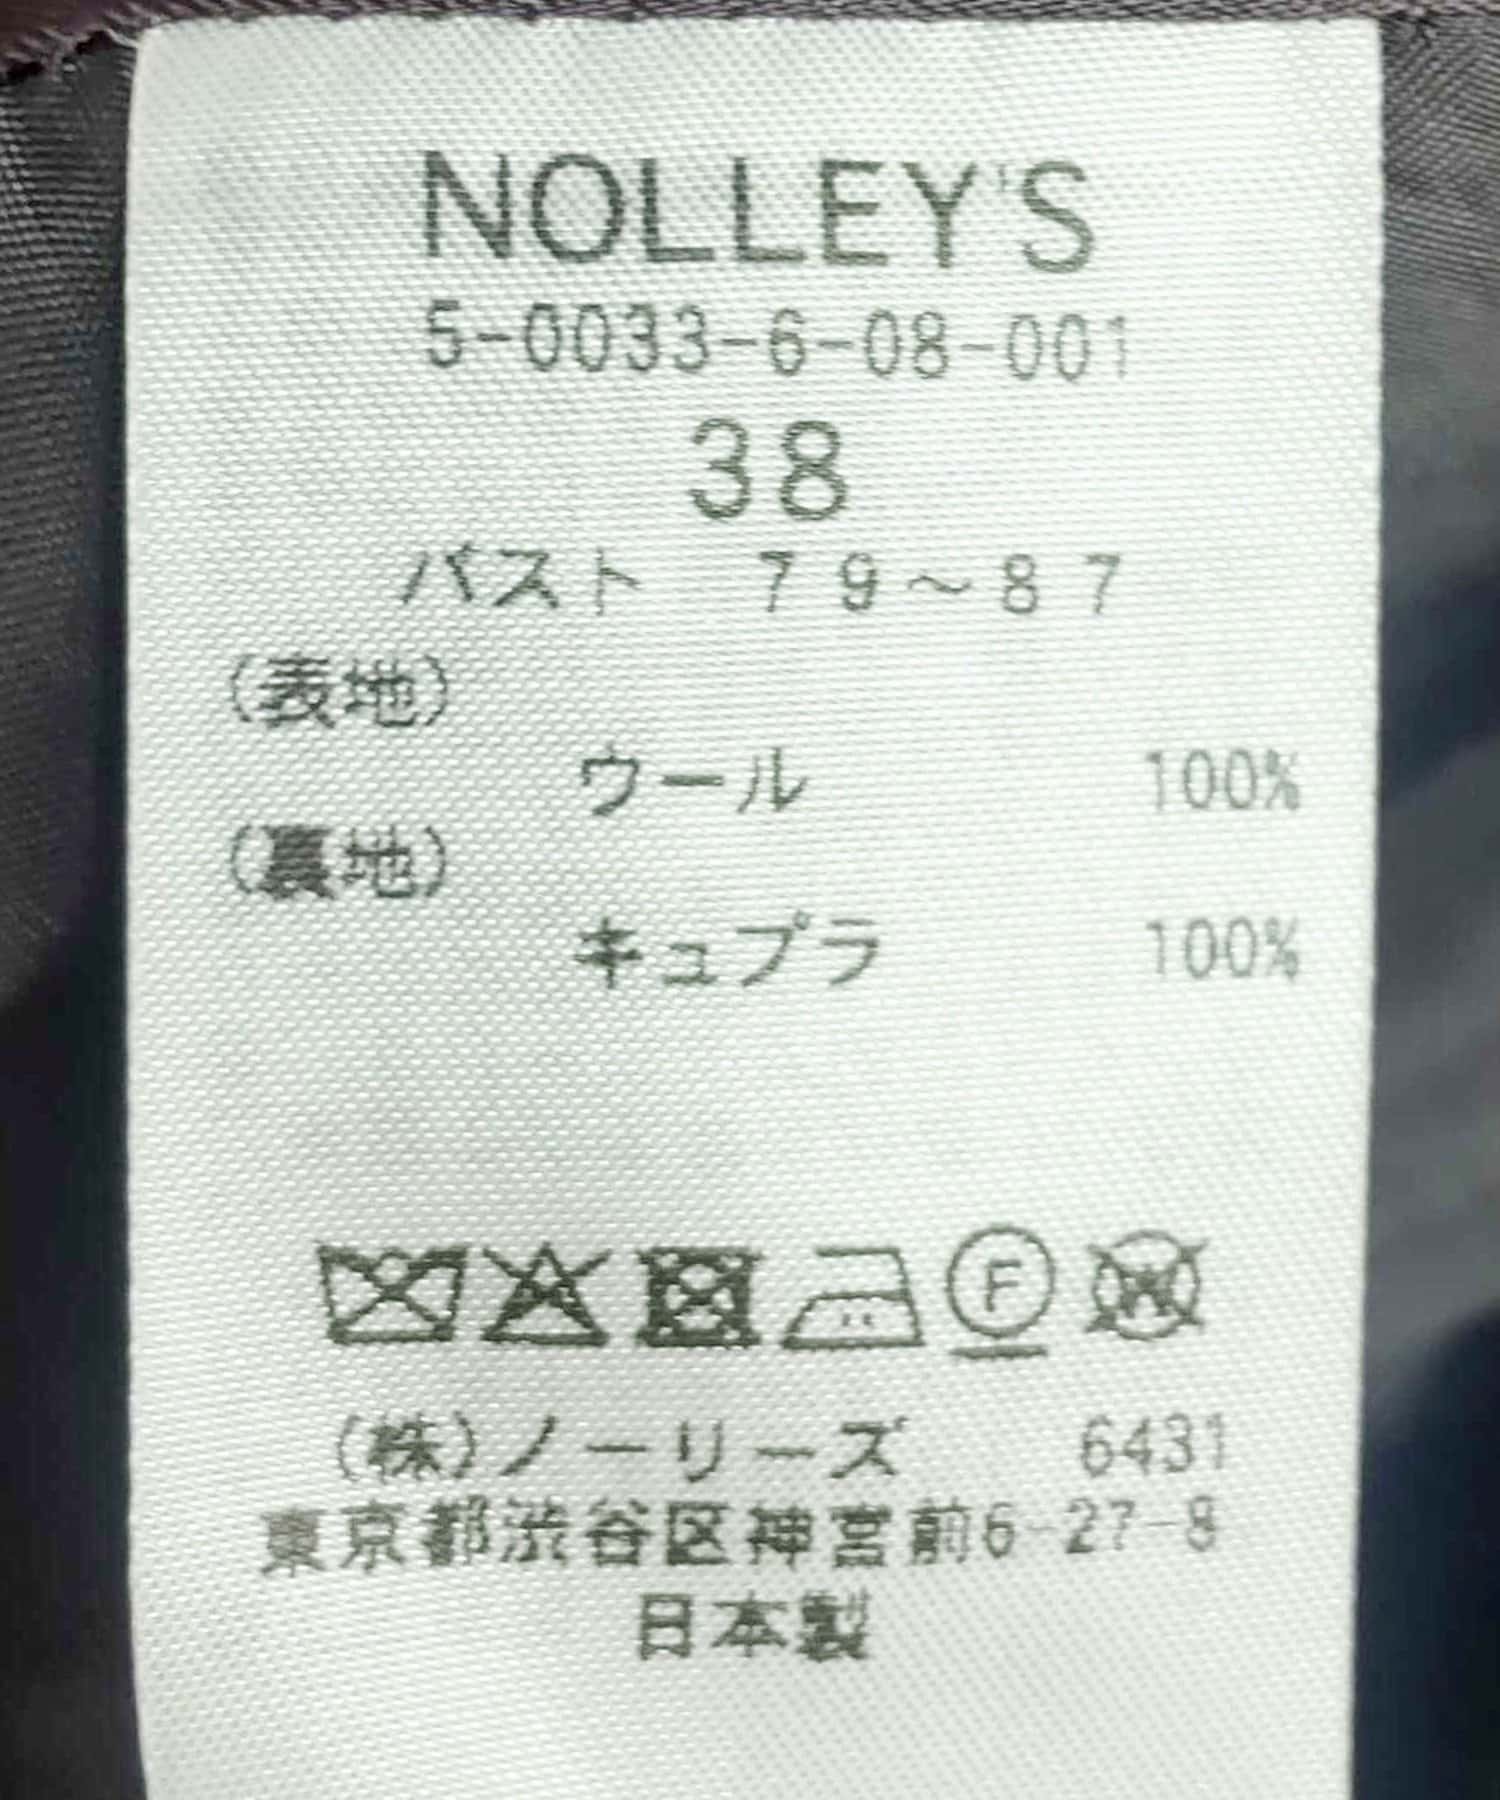 NOLLEY'S
5-0033-6-08-001
38
バスト 79~87
(表地)
ウール 100%
(裏地)
キュプラ 100%
F
W
(株)ノーリーズ 6431
東京都渋谷区神宮前6-27-8
日本製